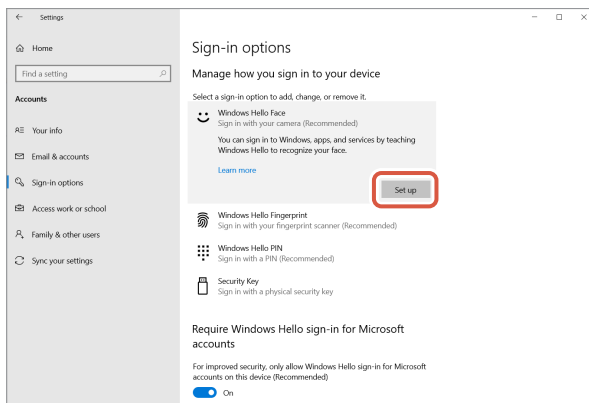 Settings
Home
Find a setting
Accounts
Your info
Email & accounts
Sign-in options
Access work or school
Family & other users
Sync your settings
Sign-in options
Manage how you sign in to your device
Select a sign-in option to add, change, or remove it.
Windows Hello Face
Sign in with your camera (Recommended)
You can sign in to Windows, apps, and services by teaching
Windows Hello to recognize your face.
Learn more
Set up
Windows Hello Fingerprint
Sign in with your fingerprint scanner (Recommended)
Windows Hello PIN
Sign in with a PIN (Recommended)
Security Key
Sign in with a physical security key
Require Windows Hello sign-in for Microsoft
accounts
For improved security, only allow Windows Hello sign-in for Microsoft
accounts on this device (Recommended)
On